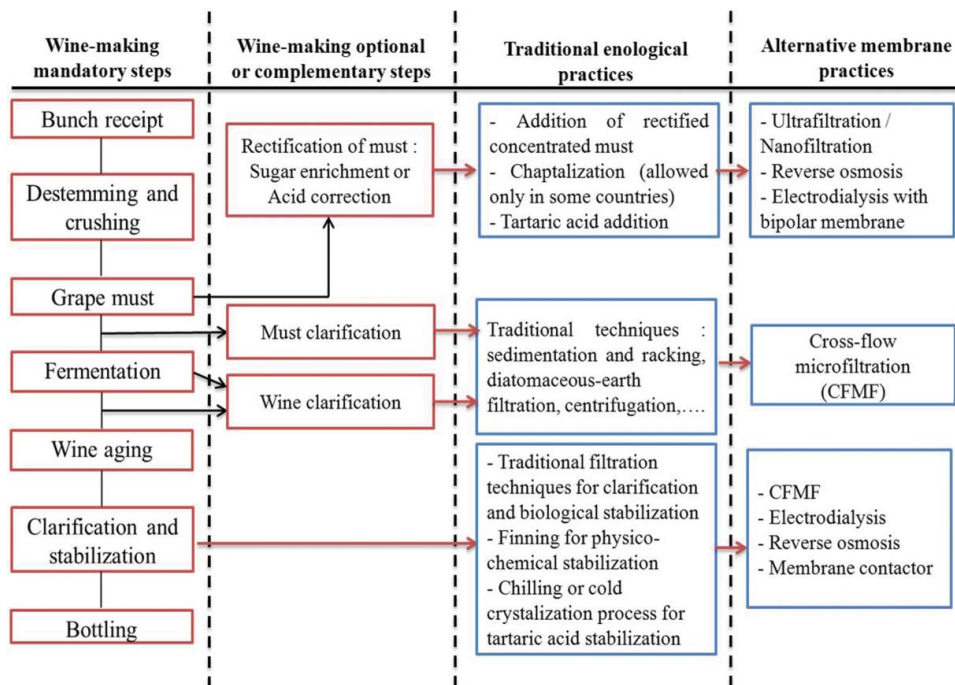 Wine-making
mandatory steps
Wine-making optional
or complementary steps
Traditional enological
practices
Alternative membrane
practices
Bunch receipt
Destemming and
crushing
Grape must
Fermentation
Wine aging
Clarification and
stabilization
Bottling
Rectification of must :
Sugar enrichment or
Acid correction
Must clarification
Wine clarification
- Addition of rectified
concentrated must
- Chaptalization (allowed
only in some countries)
- Tartaric acid addition
Traditional techniques :
sedimentation and racking,
diatomaceous-earth
filtration, centrifugation,....
- Traditional filtration
techniques for clarification
and biological stabilization
- Finning for physico-
chemical stabilization
- Chilling or cold
crystalization process for
tartaric acid stabilization
- Ultrafiltration /
Nanofiltration
- Reverse osmosis
- Electrodialysis with
bipolar membrane
Cross-flow
microfiltration
(CFMF)
- CFMF
- Electrodialysis
- Reverse osmosis
- Membrane contactor